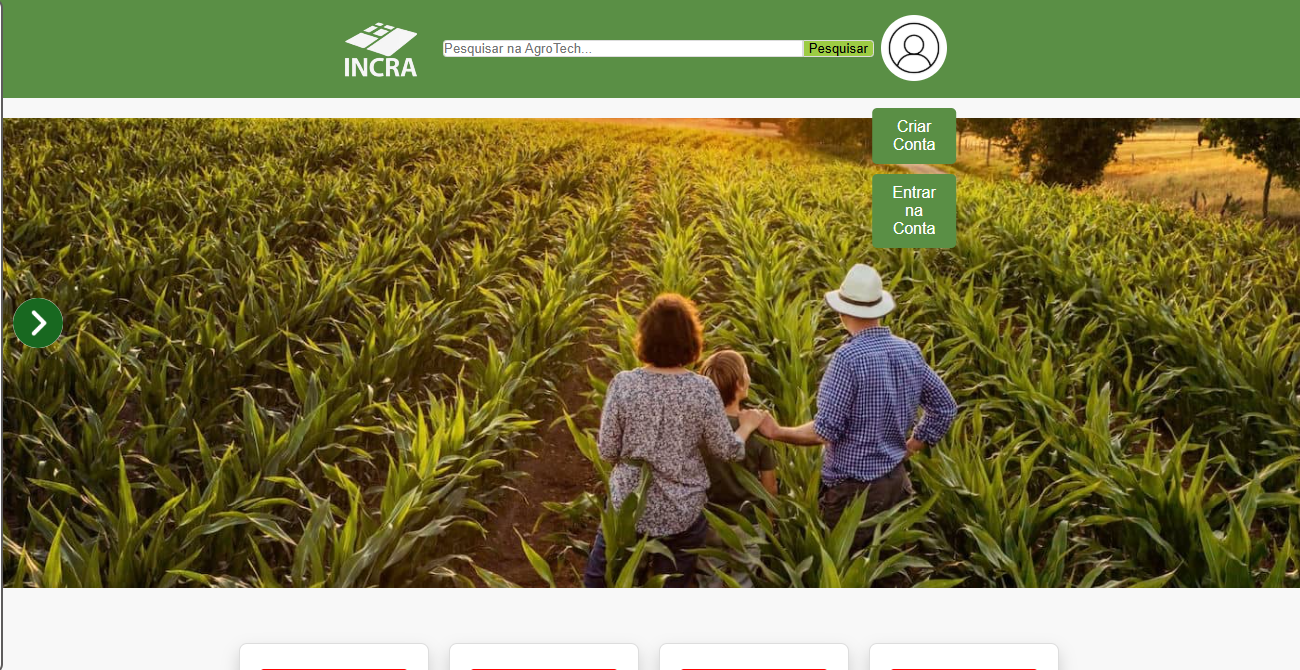 INCRA
Pesquisar na AgroTech...
Pesquisar
Criar
Conta
Entrar
na
Conta